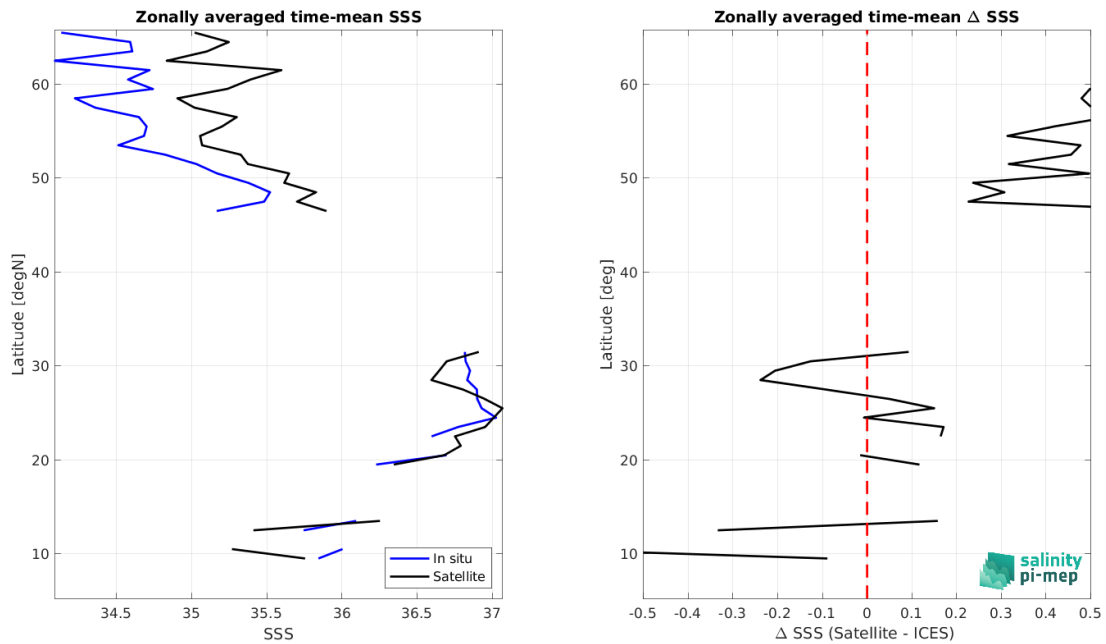 Zonally averaged time-mean SSS
60
50
40
30
20
10
Latitude [degN]
34.5
35
35.5
36
36.5
37
SSS
In situ
Satellite
Zonally averaged time-mean Δ SSS
60
50
40
30
20
10
Latitude [deg]
-0.5
-0.4
-0.3
-0.2
-0.1
0
0.1
0.2
0.3
0.4
0.5
Δ SSS (Satellite - ICES)
salinity
pi-mep